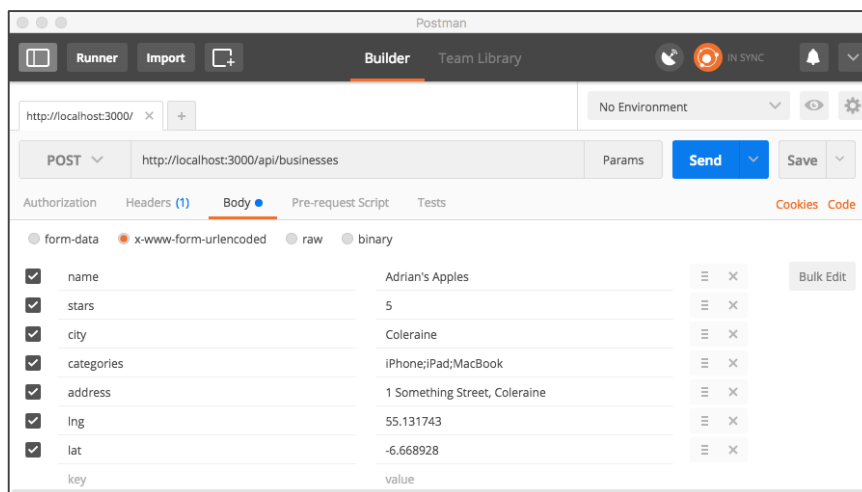 Postman
Runner Import Builder Team Library IN SYNC
http://localhost:3000/ No Environment
POST http://localhost:3000/api/businesses Params Send Save
Authorization Headers (1) Body Pre-request Script Tests Cookies Code
form-data x-www-form-urlencoded raw binary
name Adrian's Apples Bulk Edit
stars 5
city Coleraine
categories iPhone;iPad;MacBook
address 1 Something Street, Coleraine
lng 55.131743
lat -6.668928
key value